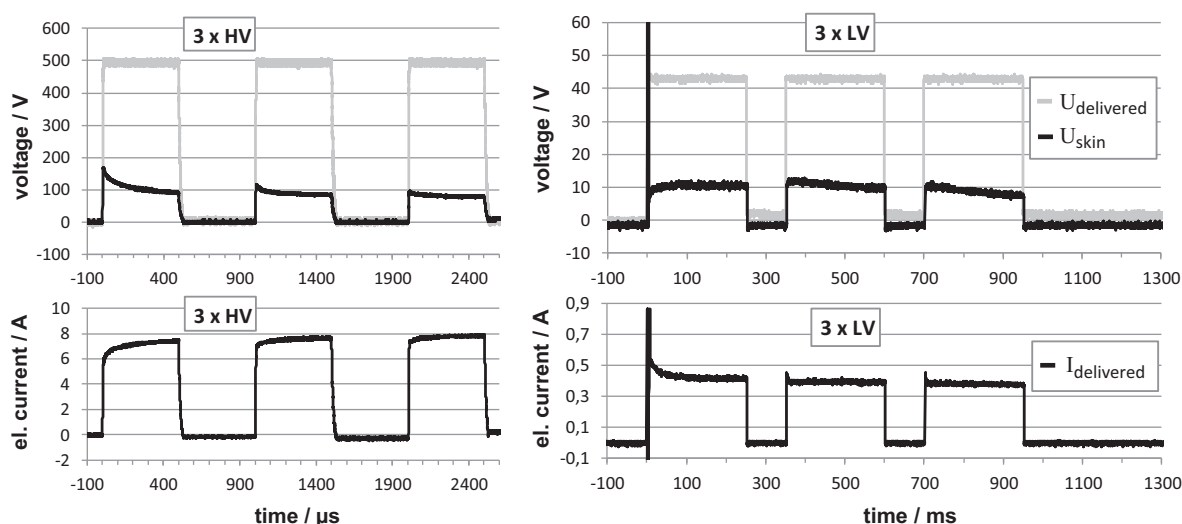 3 x HV
voltage / V
600
500
400
300
200
100
0
-100
-100 400 900 1400 1900 2400
3 x LV
voltage / V
60
50
40
30
20
10
0
-10
U delivered
U skin
-100 100 300 500 700 900 1100 1300
3 x HV
el. current / A
10
8
6
4
2
0
-2
-100 400 900 1400 1900 2400
time / µs
3 x LV
el. current / A
0,9
0,7
0,5
0,3
0,1
-0,1
I delivered
-100 100 300 500 700 900 1100 1300
time / ms